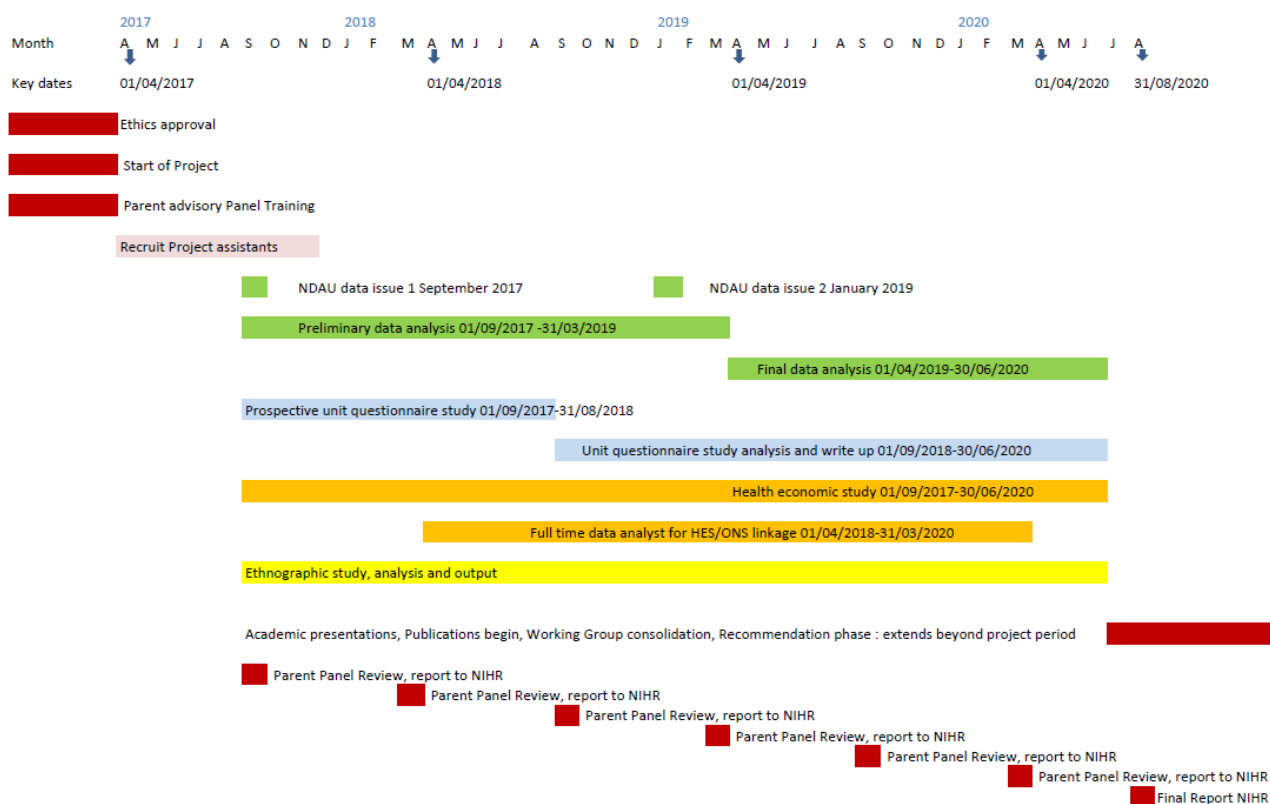 2017 2018 2019 2020
Month A M J J A S O N D J F M A M J J A S O N D J F M A M J J A S O N D J F M A M J J A
Key dates 01/04/2017 01/04/2018 01/04/2019 01/04/2020 31/08/2020
Ethics approval
Start of Project
Parent advisory Panel Training
Recruit Project assistants
NDAU data issue 1 September 2017 NDAU data issue 2 January 2019
Preliminary data analysis 01/09/2017 -31/03/2019
Final data analysis 01/04/2019-30/06/2020
Prospective unit questionnaire study 01/09/2017-31/08/2018
Unit questionnaire study analysis and write up 01/09/2018-30/06/2020
Health economic study 01/09/2017-30/06/2020
Full time data analyst for HES/ONS linkage 01/04/2018-31/03/2020
Ethnographic study, analysis and output
Academic presentations, Publications begin, Working Group consolidation, Recommendation phase : extends beyond project period
Parent Panel Review, report to NIHR
Parent Panel Review, report to NIHR
Parent Panel Review, report to NIHR
Parent Panel Review, report to NIHR
Parent Panel Review, report to NIHR
Parent Panel Review, report to NIHR
Final Report NIHR